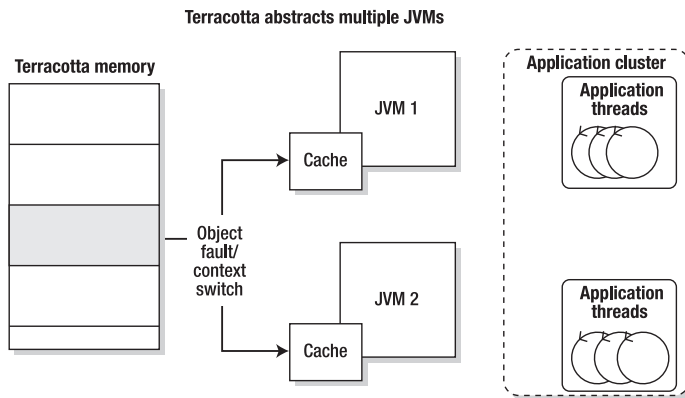 Terracotta abstracts multiple JVMs
Terracotta memory
Application cluster
Application
threads
JVM 1
Cache
Object
fault/
context
switch
JVM 2
Cache
Application
threads